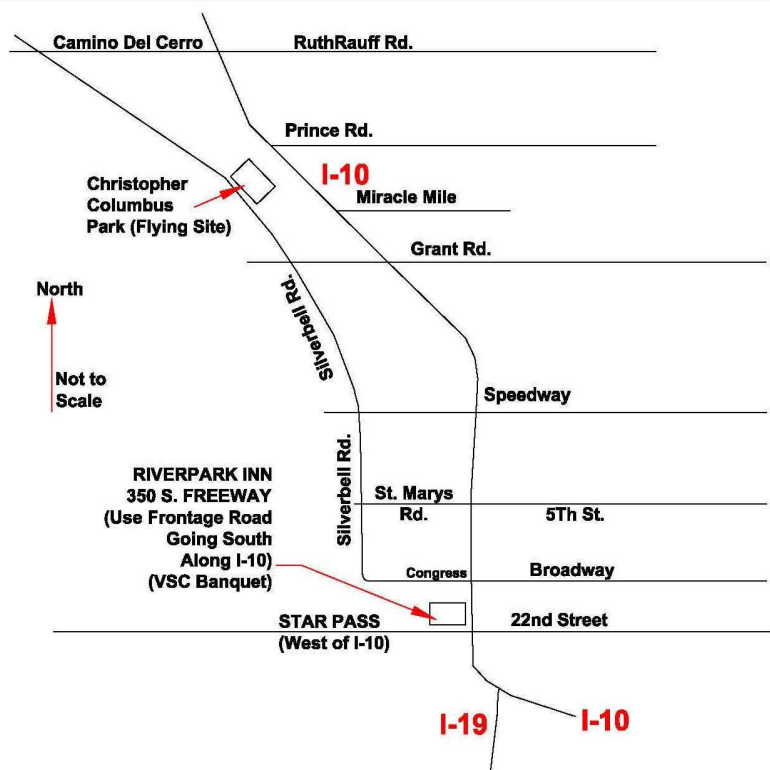 Camino Del Cerro
RuthRauff Rd.
Prince Rd.
I-10
Christopher
Columbus
Park (Flying Site)
Miracle Mile
Grant Rd.
North
Silverbell Rd.
Not to
Scale
Speedway
Silverbell Rd.
RIVERPARK INN
350 S. FREEWAY
(Use Frontage Road
Going South
Along I-10)
(VSC Banquet)
St. Marys
Rd.
5Th St.
Congress
Broadway
STAR PASS
(West of I-10)
22nd Street
I-19
I-10